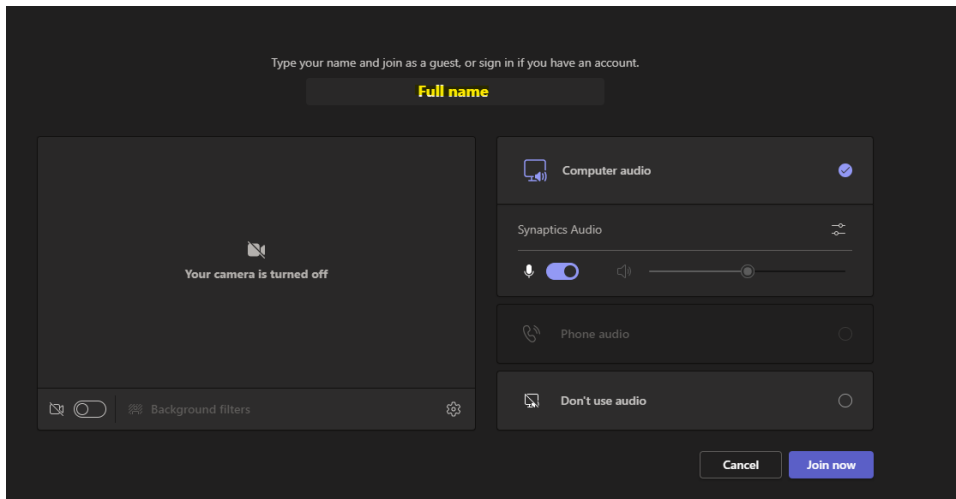 Type your name and join as a guest, or sign in if you have an account.
Full name
Your camera is turned off
Background filters
Computer audio
Synaptics Audio
Phone audio
Don't use audio
Cancel
Join now